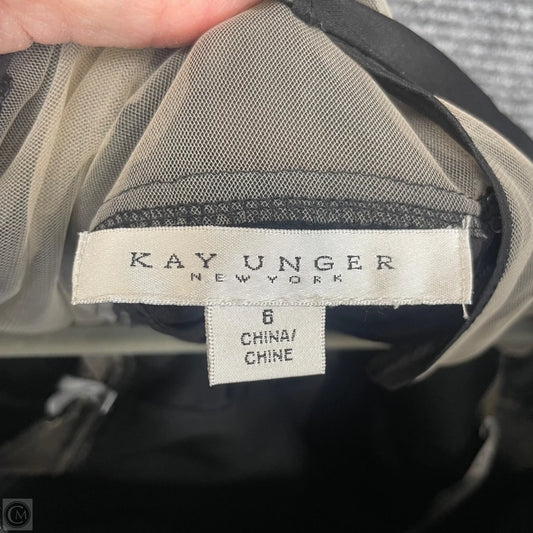 KAY UNGER
NEW YORK
6
CHINA/
CHINE